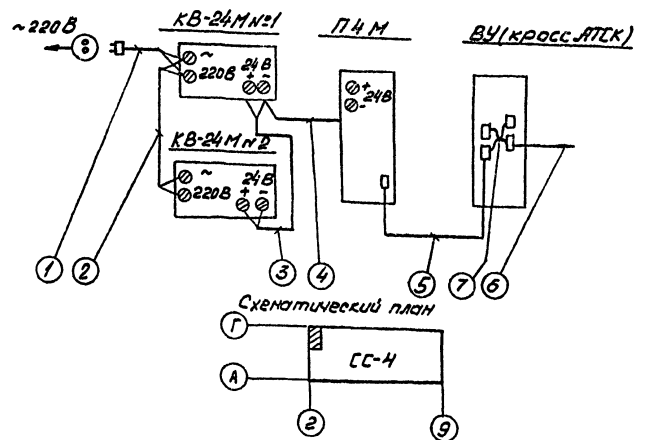 КВ-24М №1
П4М
ВУ(кросс АТСК)
~220В
~
220В
24В
+ -
+
-
24В
КВ-24М №2
~
220В
24В
+ -
1
2
3
4
5
7
6
Схематический план
Г
СС-4
А
2
9